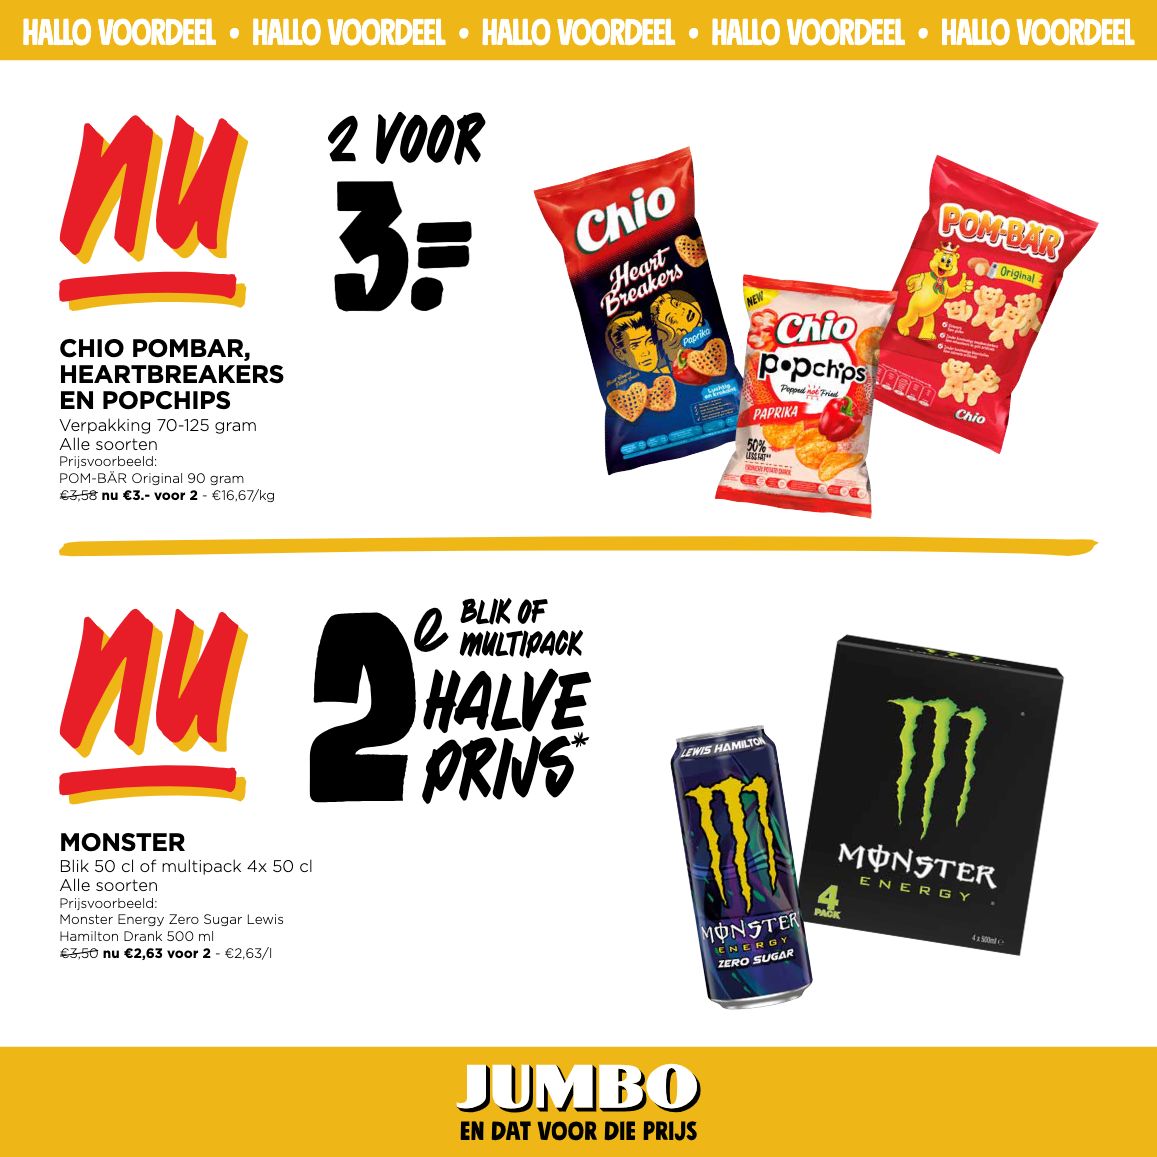 HALLO VOORDEEL • HALLO VOORDEEL • HALLO VOORDEEL • HALLO VOORDEEL • HALLO VOORDEEL
nu
2 VOOR
3.=
CHIO POMBAR,
HEARTBREAKERS
EN POPCHIPS
Verpakking 70-125 gram
Alle soorten
Prijsvoorbeeld:
POM-BÄR Original 90 gram
€3,58 nu €3.- voor 2 - €16,67/kg
Chio
Heart
Breakers
Paprika
Luchtig
en krokant
NEW
Chio
popchips
Popped not Fried
PAPRIKA
50%
LESS FAT**
POM-BÄR
Original
Chio
nu
2e BLIK OF
MULTIPACK
HALVE
PRIJS*
MONSTER
Blik 50 cl of multipack 4x 50 cl
Alle soorten
Prijsvoorbeeld:
Monster Energy Zero Sugar Lewis
Hamilton Drank 500 ml
€3,50 nu €2,63 voor 2 - €2,63/l
LEWIS HAMILTON
MONSTER
ENERGY
ZERO SUGAR
MONSTER
ENERGY
4
PACK
4 x 500ml e
JUMBO
EN DAT VOOR DIE PRIJS